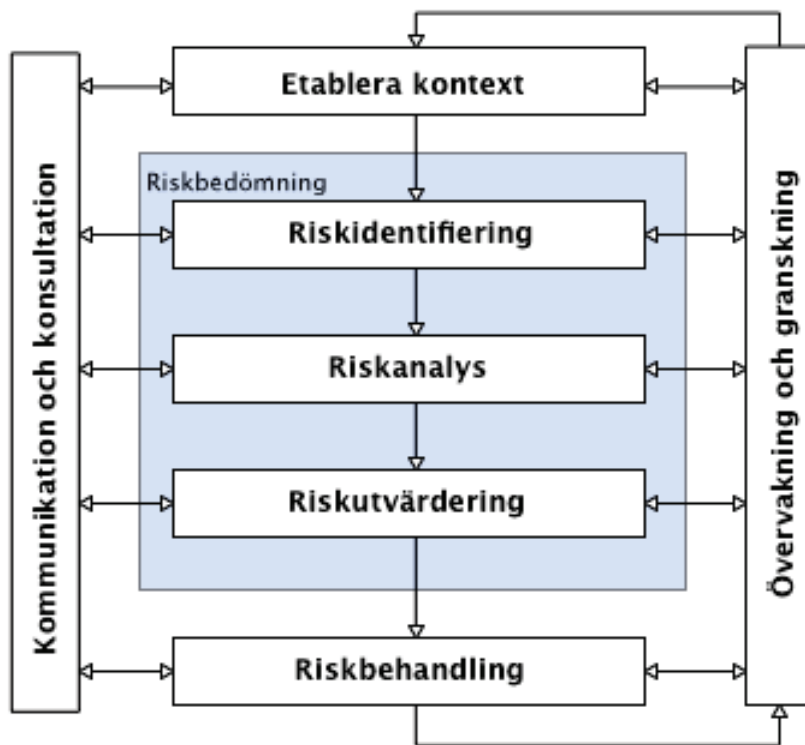 Etablera kontext
Riskbedömning
Riskidentifiering
Riskanalys
Riskutvärdering
Riskbehandling
Kommunikation och konsultation
Övervakning och granskning